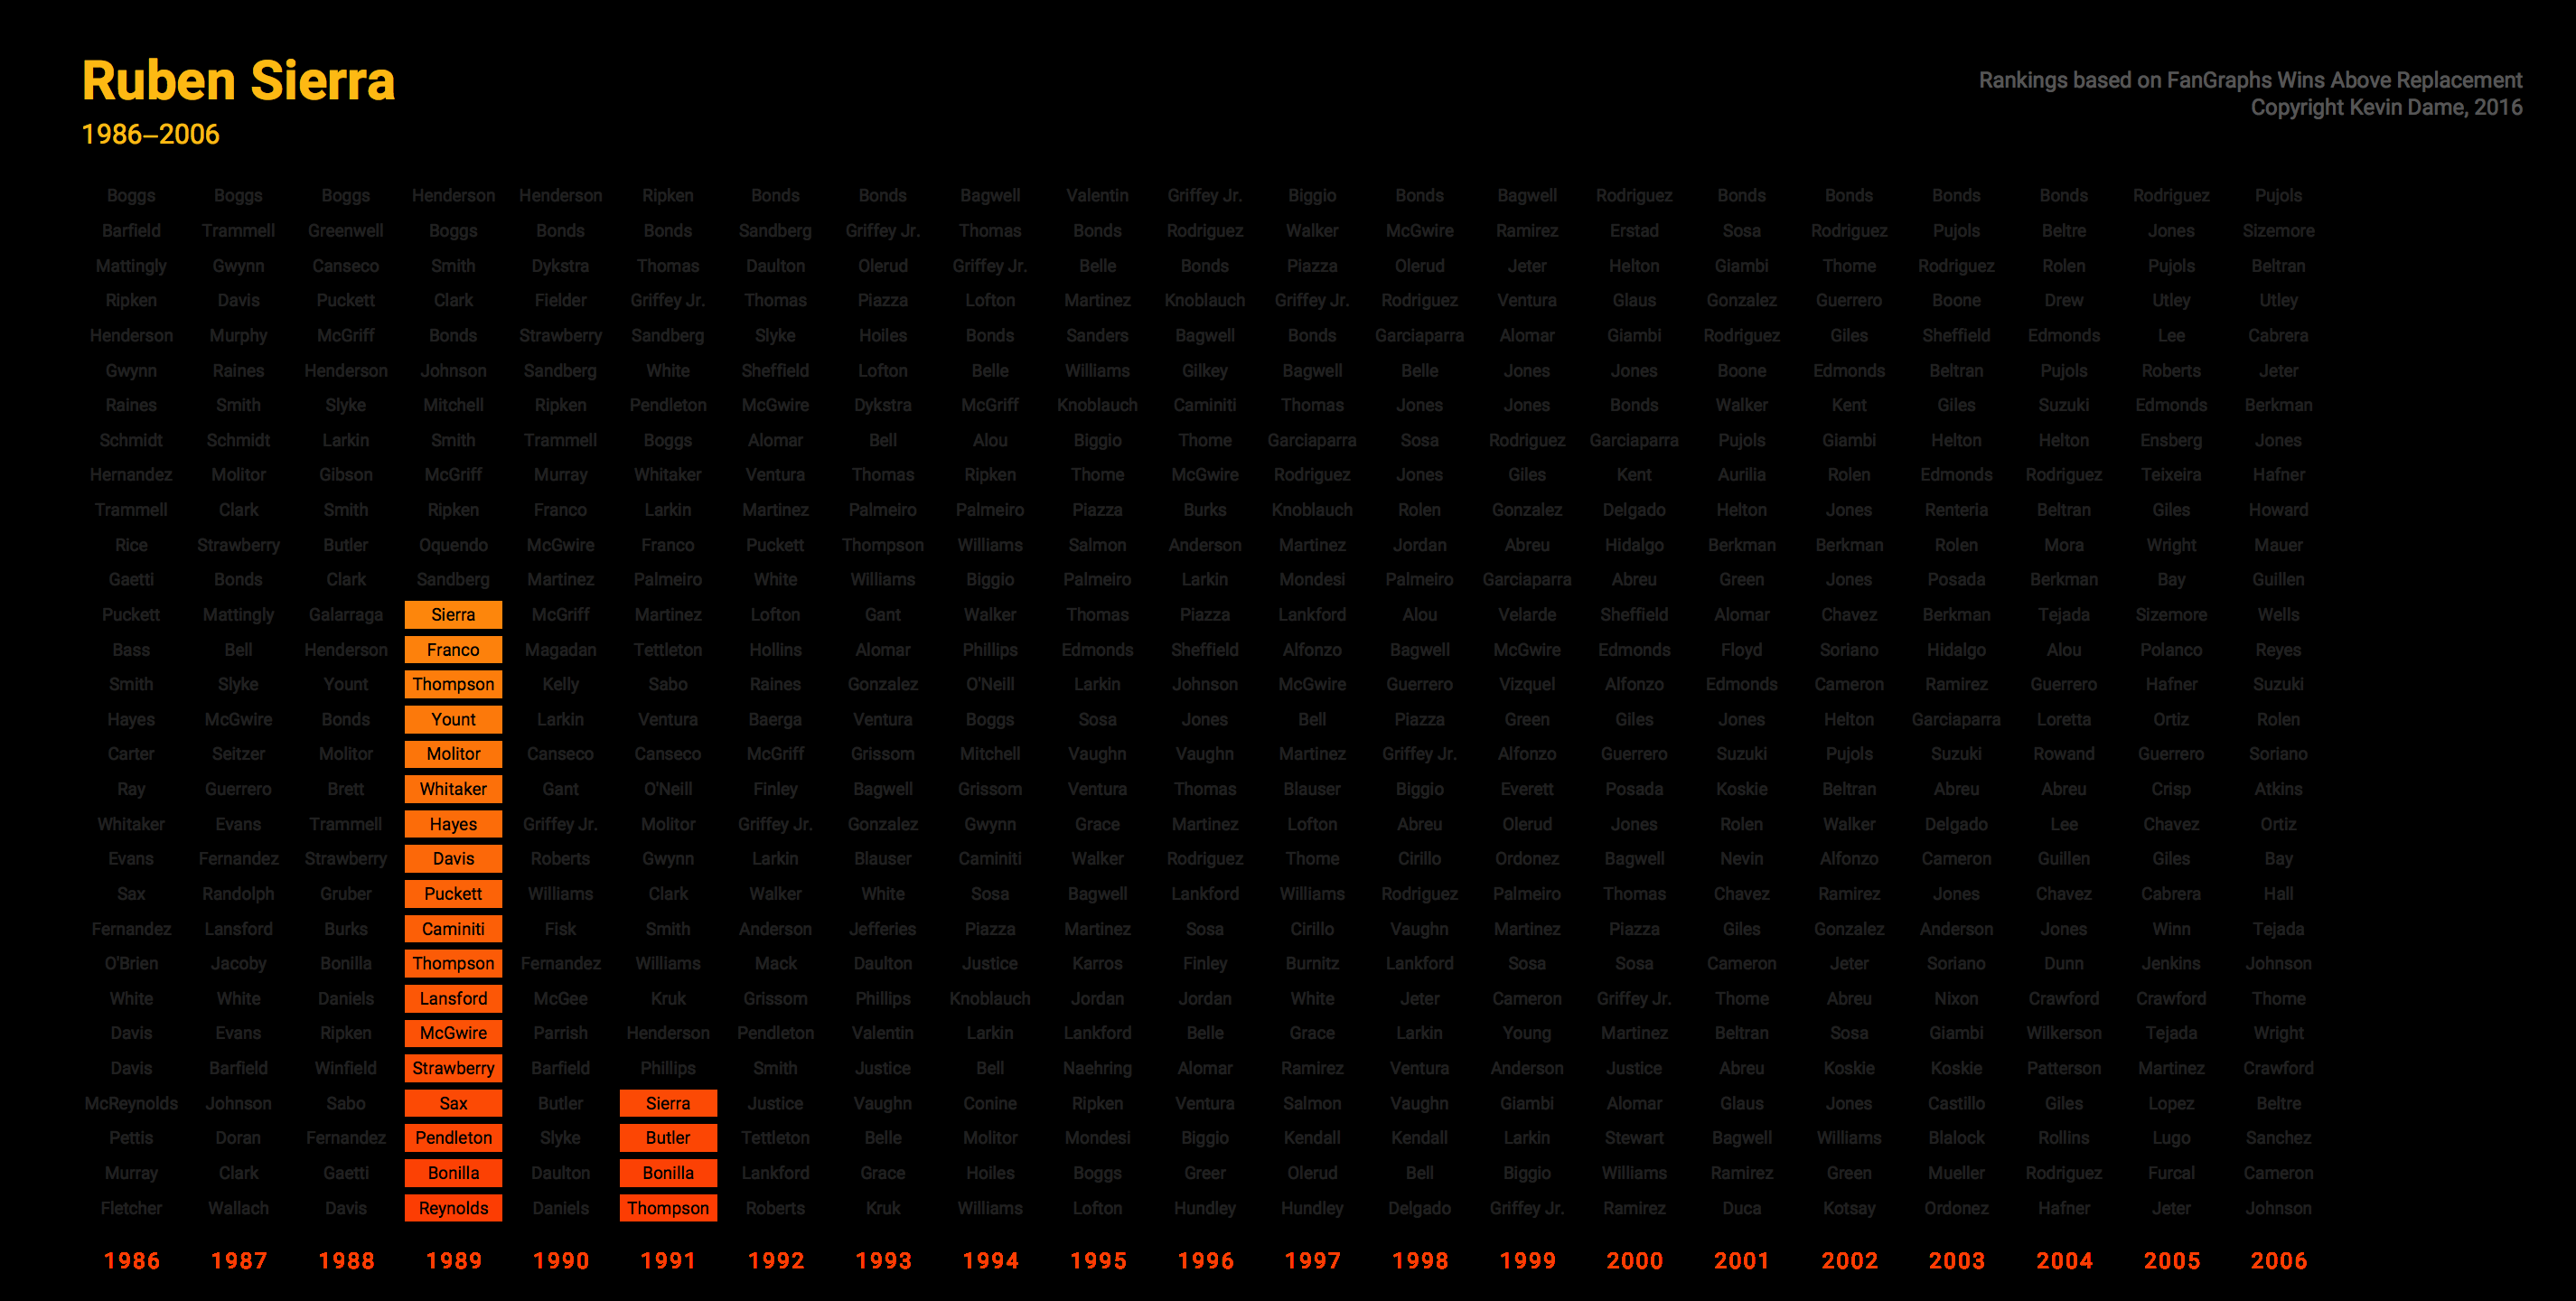 Ruben Sierra
1986–2006
Rankings based on FanGraphs Wins Above Replacement
Copyright Kevin Dame, 2016
Boggs Boggs Boggs Henderson Henderson Ripken Bonds Bonds Bagwell Valentin Griffey Jr. Biggio Bonds Bagwell Rodriguez Bonds Bonds Bonds Bonds Rodriguez Pujols
Barfield Trammell Greenwell Boggs Bonds Bonds Sandberg Griffey Jr. Thomas Bonds Rodriguez Walker McGwire Ramirez Erstad Sosa Rodriguez Pujols Beltre Jones Sizemore
Mattingly Gwynn Canseco Smith Dykstra Thomas Daulton Olerud Griffey Jr. Belle Bonds Piazza Olerud Jeter Helton Giambi Thome Rodriguez Rolen Pujols Beltran
Ripken Davis Puckett Clark Fielder Griffey Jr. Thomas Piazza Lofton Martinez Knoblauch Griffey Jr. Rodriguez Ventura Glaus Gonzalez Guerrero Boone Drew Utley Utley
Henderson Murphy McGriff Bonds Strawberry Sandberg Slyke Hoiles Bonds Sanders Bagwell Bonds Garciaparra Alomar Giambi Rodriguez Giles Sheffield Edmonds Lee Cabrera
Gwynn Raines Henderson Johnson Sandberg White Sheffield Lofton Belle Williams Gilkey Bagwell Belle Jones Jones Boone Edmonds Beltran Pujols Roberts Jeter
Raines Smith Slyke Mitchell Ripken Pendleton McGwire Dykstra McGriff Knoblauch Caminiti Thomas Jones Jones Bonds Walker Kent Giles Suzuki Edmonds Berkman
Schmidt Schmidt Larkin Smith Trammell Boggs Alomar Bell Alou Biggio Thome Garciaparra Sosa Rodriguez Garciaparra Pujols Giambi Helton Helton Ensberg Jones
Hernandez Molitor Gibson McGriff Murray Whitaker Ventura Thomas Ripken Thome McGwire Rodriguez Jones Giles Kent Aurilia Rolen Edmonds Rodriguez Teixeira Hafner
Trammell Clark Smith Ripken Franco Larkin Martinez Palmeiro Palmeiro Piazza Burks Knoblauch Rolen Gonzalez Delgado Helton Jones Renteria Beltran Giles Howard
Rice Strawberry Butler Oquendo McGwire Franco Puckett Thompson Williams Salmon Anderson Martinez Jordan Abreu Hidalgo Berkman Berkman Rolen Mora Wright Mauer
Gaetti Bonds Clark Sandberg Martinez Palmeiro White Williams Biggio Palmeiro Larkin Mondesi Palmeiro Garciaparra Abreu Green Jones Posada Berkman Bay Guillen
Puckett Mattingly Galarraga Sierra McGriff Martinez Lofton Gant Walker Thomas Piazza Lankford Alou Velarde Sheffield Alomar Chavez Berkman Tejada Sizemore Wells
Bass Bell Henderson Franco Magadan Tettleton Hollins Alomar Phillips Edmonds Sheffield Alfonzo Bagwell McGwire Edmonds Floyd Soriano Hidalgo Alou Polanco Reyes
Smith Slyke Yount Thompson Kelly Sabo Raines Gonzalez O'Neill Larkin Johnson McGwire Guerrero Vizquel Alfonzo Edmonds Cameron Ramirez Guerrero Hafner Suzuki
Hayes McGwire Bonds Yount Larkin Ventura Baerga Ventura Boggs Sosa Jones Bell Piazza Green Giles Jones Helton Garciaparra Loretta Ortiz Rolen
Carter Seitzer Molitor Molitor Canseco Canseco McGriff Grissom Mitchell Vaughn Vaughn Martinez Griffey Jr. Alfonzo Guerrero Suzuki Pujols Suzuki Rowand Guerrero Soriano
Ray Guerrero Brett Whitaker Gant O'Neill Finley Bagwell Grissom Ventura Thomas Blauser Biggio Everett Posada Koskie Beltran Abreu Abreu Crisp Atkins
Whitaker Evans Trammell Hayes Griffey Jr. Molitor Griffey Jr. Gonzalez Gwynn Grace Martinez Lofton Abreu Olerud Jones Rolen Walker Delgado Lee Chavez Ortiz
Evans Fernandez Strawberry Davis Roberts Gwynn Larkin Blauser Caminiti Walker Rodriguez Thome Cirillo Ordonez Bagwell Nevin Alfonzo Cameron Guillen Giles Bay
Sax Randolph Gruber Puckett Williams Clark Walker White Sosa Bagwell Lankford Williams Rodriguez Palmeiro Thomas Chavez Ramirez Jones Chavez Cabrera Hall
Fernandez Lansford Burks Caminiti Fisk Smith Anderson Jefferies Piazza Martinez Sosa Cirillo Vaughn Martinez Piazza Giles Gonzalez Anderson Jones Winn Tejada
O'Brien Jacoby Bonilla Thompson Fernandez Williams Mack Daulton Justice Karros Finley Burnitz Lankford Sosa Sosa Cameron Jeter Soriano Dunn Jenkins Johnson
White White Daniels Lansford McGee Kruk Grissom Phillips Knoblauch Jordan Jordan White Jeter Cameron Griffey Jr. Thome Abreu Nixon Crawford Crawford Thome
Davis Evans Ripken McGwire Parrish Henderson Pendleton Valentin Larkin Lankford Belle Grace Larkin Young Martinez Beltran Sosa Giambi Wilkerson Tejada Wright
Davis Barfield Winfield Strawberry Barfield Phillips Smith Justice Bell Naehring Alomar Ramirez Ventura Anderson Justice Abreu Koskie Koskie Patterson Martinez Crawford
McReynolds Johnson Sabo Sax Butler Sierra Justice Vaughn Conine Ripken Ventura Salmon Vaughn Giambi Alomar Glaus Jones Castillo Giles Lopez Beltre
Pettis Doran Fernandez Pendleton Slyke Butler Tettleton Belle Molitor Mondesi Biggio Kendall Kendall Larkin Stewart Bagwell Williams Blalock Rollins Lugo Sanchez
Murray Clark Gaetti Bonilla Daulton Bonilla Lankford Grace Hoiles Boggs Greer Olerud Bell Biggio Williams Ramirez Green Mueller Rodriguez Furcal Cameron
Fletcher Wallach Davis Reynolds Daniels Thompson Roberts Kruk Williams Lofton Hundley Hundley Delgado Griffey Jr. Ramirez Duca Kotsay Ordonez Hafner Jeter Johnson
1986 1987 1988 1989 1990 1991 1992 1993 1994 1995 1996 1997 1998 1999 2000 2001 2002 2003 2004 2005 2006